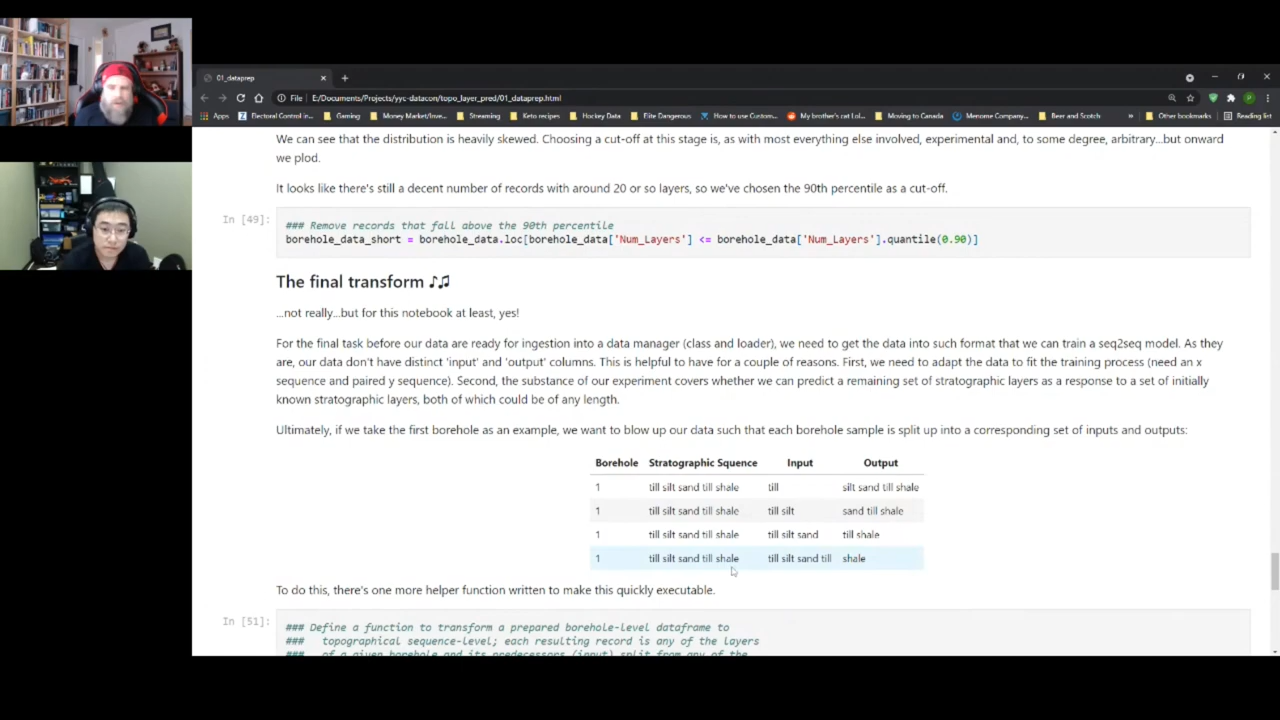 01_dataprep
File
E:/Documents/Projects/yyc-datacon/topo_layer_pred/01_dataprep.html
Apps Electoral Control in... Gaming Money Market/Inve... Streaming Keto recipes Hockey Data Elite Dangerous How to use Custom... My brother's cat Lol... Moving to Canada Menome Company... Beer and Scotch » Other bookmarks Reading list
We can see that the distribution is heavily skewed. Choosing a cut-off at this stage is, as with most everything else involved, experimental and, to some degree, arbitrary...but onward
we plod.
It looks like there's still a decent number of records with around 20 or so layers, so we've chosen the 90th percentile as a cut-off.
In [49]:
### Remove records that fall above the 90th percentile
borehole_data_short = borehole_data.loc[borehole_data['Num_Layers'] <= borehole_data['Num_Layers'].quantile(0.90)]
The final transform ♪♫
...not really...but for this notebook at least, yes!
For the final task before our data are ready for ingestion into a data manager (class and loader), we need to get the data into such format that we can train a seq2seq model. As they
are, our data don't have distinct 'input' and 'output' columns. This is helpful to have for a couple of reasons. First, we need to adapt the data to fit the training process (need an x
sequence and paired y sequence). Second, the substance of our experiment covers whether we can predict a remaining set of stratographic layers as a response to a set of initially
known stratographic layers, both of which could be of any length.
Ultimately, if we take the first borehole as an example, we want to blow up our data such that each borehole sample is split up into a corresponding set of inputs and outputs:
Borehole Stratographic Squence Input Output
1 till silt sand till shale till silt sand till shale
1 till silt sand till shale till silt sand till shale
1 till silt sand till shale till silt sand till shale
1 till silt sand till shale till silt sand till shale
To do this, there's one more helper function written to make this quickly executable.
In [51]:
### Define a function to transform a prepared borehole-level dataframe to
### topographical sequence-level; each resulting record is any of the layers
### of a given borehole and its predecessors (input) split from any of the